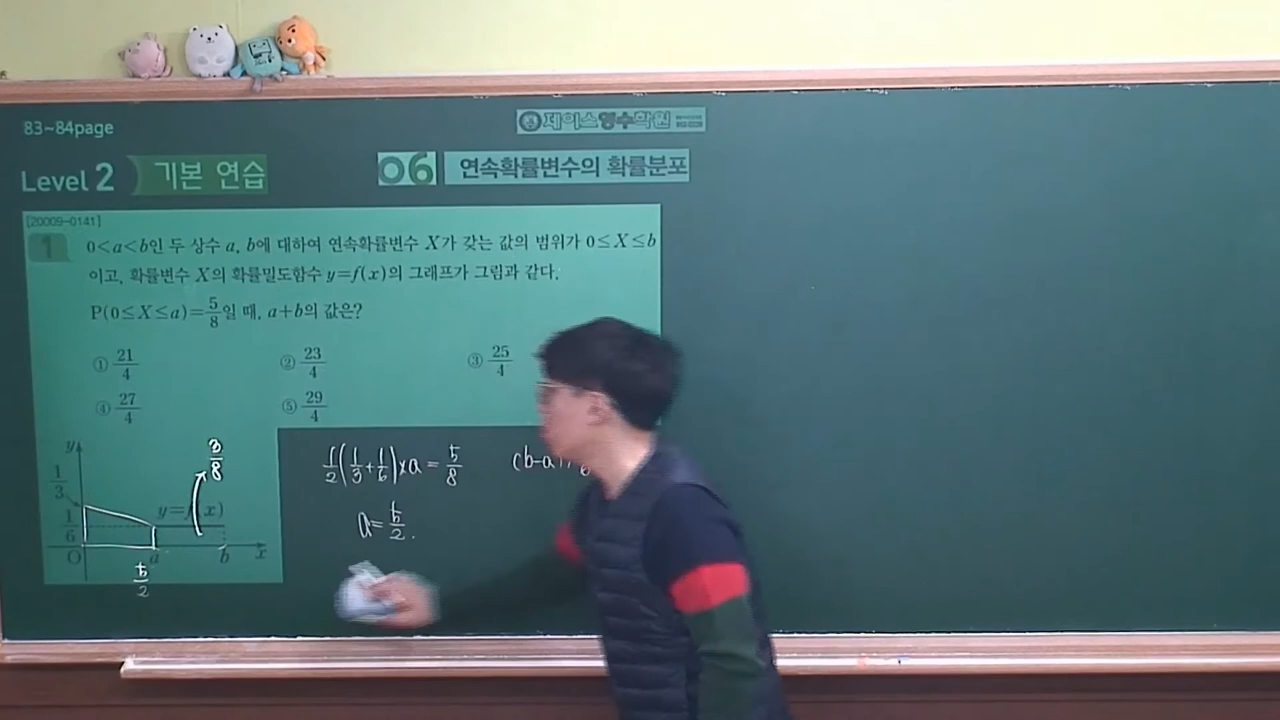 83~84page
제이스영수학원
Level 2 기본 연습
06 연속확률변수의 확률분포
[20009-0141]
1 0<a<b인 두 상수 a, b에 대하여 연속확률변수 X가 갖는 값의 범위가 0≤X≤b
이고, 확률변수 X의 확률밀도함수 y=f(x)의 그래프가 그림과 같다.
P(0≤X≤a)=5/8일 때, a+b의 값은?
① 21/4 ② 23/4 ③ 25/4
④ 27/4 ⑤ 29/4
y
1/3
1/6
y=f(x)
3/8
O a b x
5/2
1/2(1/3+1/6)×a=5/8
(b-a)
a=5/2.